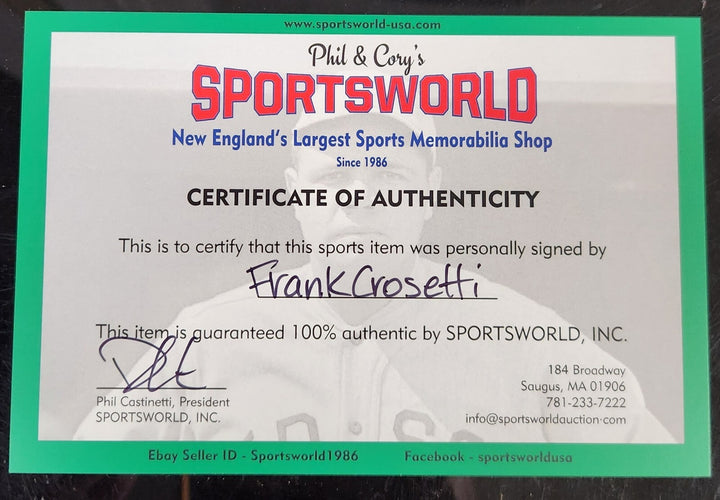 www.sportsworld-usa.com
Phil & Cory's
SPORTSWORLD
New England's Largest Sports Memorabilia Shop
Since 1986
CERTIFICATE OF AUTHENTICITY
This is to certify that this sports item was personally signed by
Frank Crosetti
This item is guaranteed 100% authentic by SPORTSWORLD, INC.
Phil Castinetti, President
SPORTSWORLD, INC.
184 Broadway
Saugus, MA 01906
781-233-7222
info@sportsworldauction.com
Ebay Seller ID - Sportsworld1986 Facebook - sportsworldusa